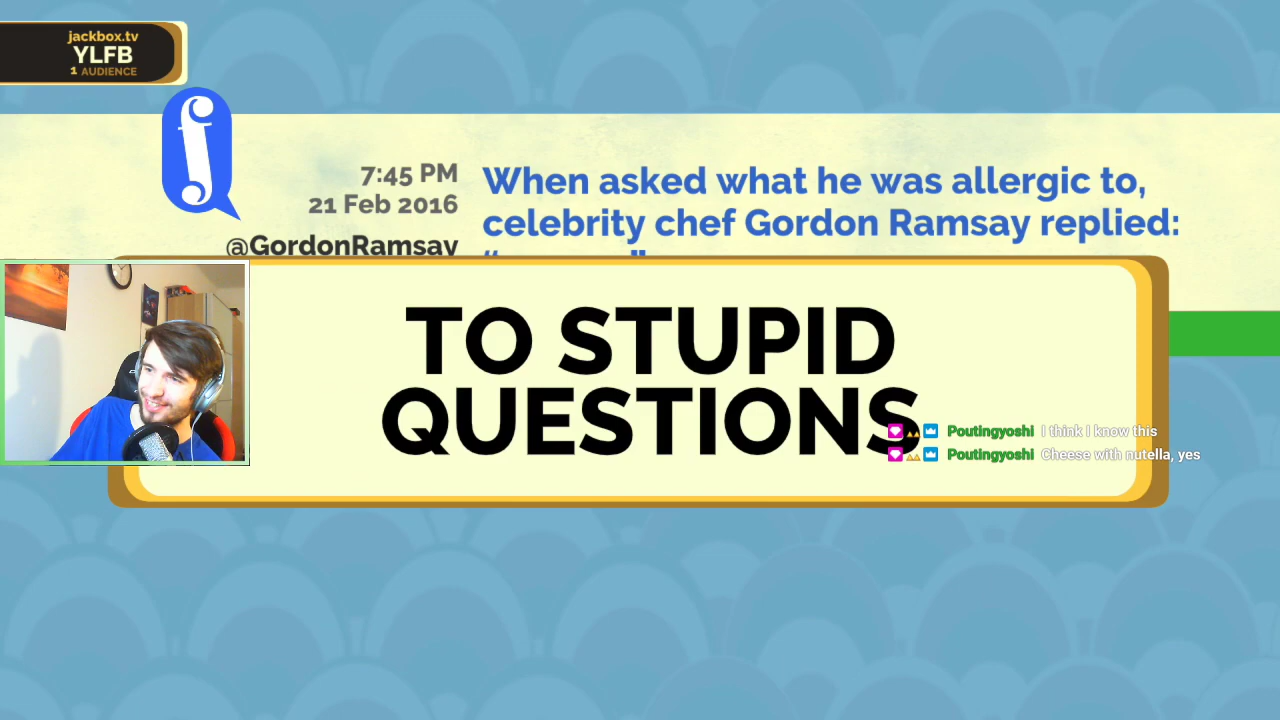 jackbox.tv
YLFB
1 AUDIENCE
7:45 PM
21 Feb 2016
@GordonRamsay
When asked what he was allergic to,
celebrity chef Gordon Ramsay replied:
TO STUPID
QUESTIONS
Poutingyoshi I think I know this
Poutingyoshi Cheese with nutella, yes